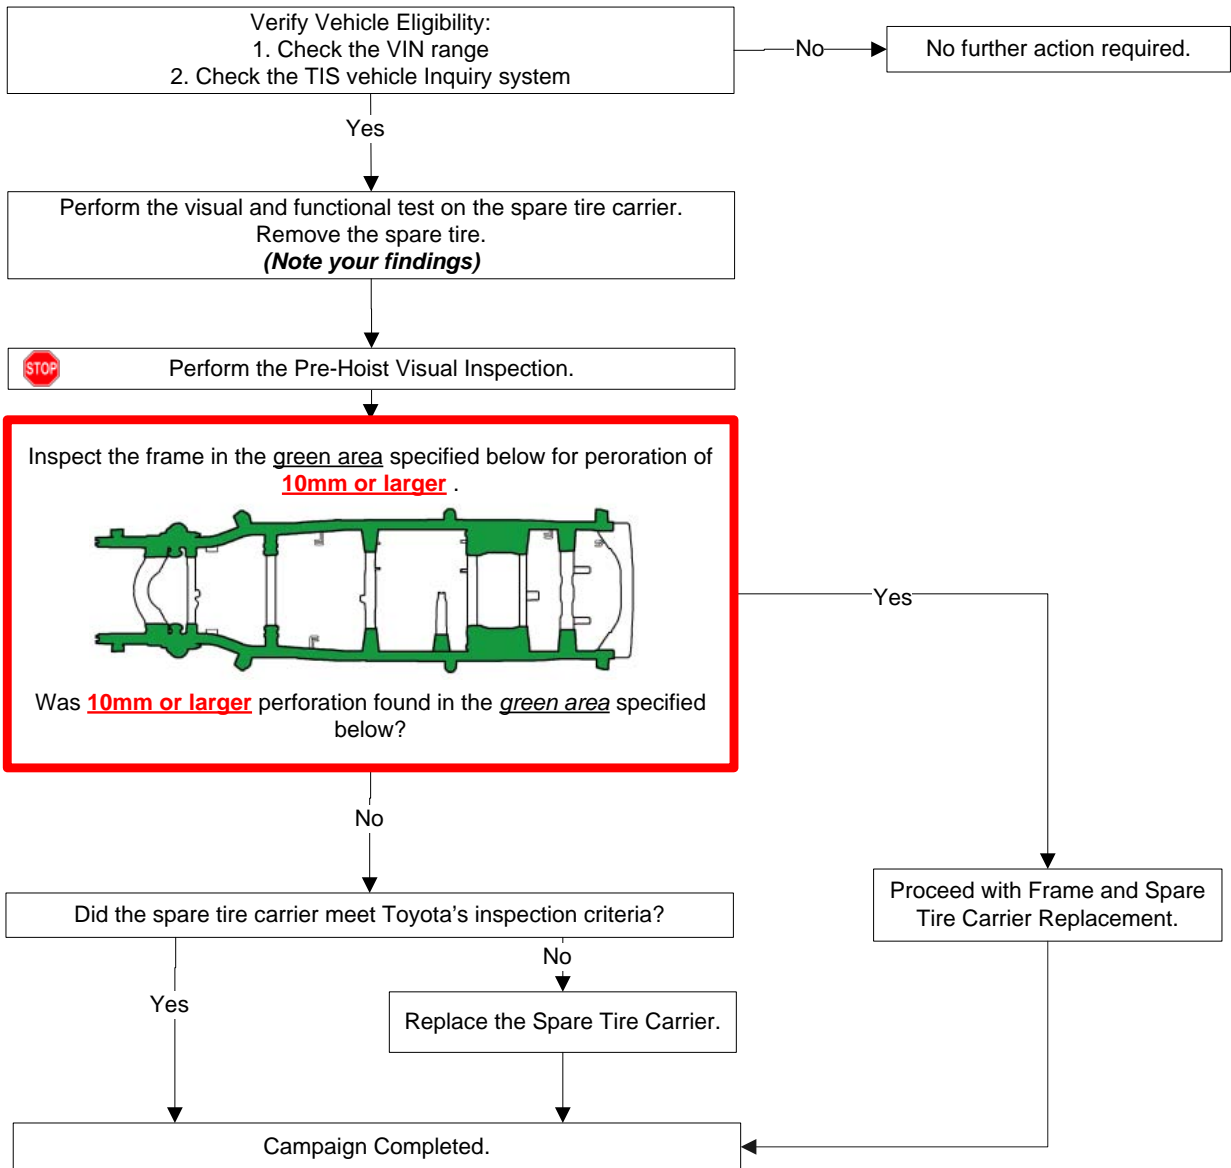 Verify Vehicle Eligibility:
1. Check the VIN range
2. Check the TIS vehicle Inquiry system
No
No further action required.
Yes
Perform the visual and functional test on the spare tire carrier.
Remove the spare tire.
(Note your findings)
STOP
Perform the Pre-Hoist Visual Inspection.
Inspect the frame in the green area specified below for peroration of
10mm or larger .
Was 10mm or larger perforation found in the green area specified
below?
Yes
No
Proceed with Frame and Spare
Tire Carrier Replacement.
Did the spare tire carrier meet Toyota's inspection criteria?
No
Yes
Replace the Spare Tire Carrier.
Campaign Completed.